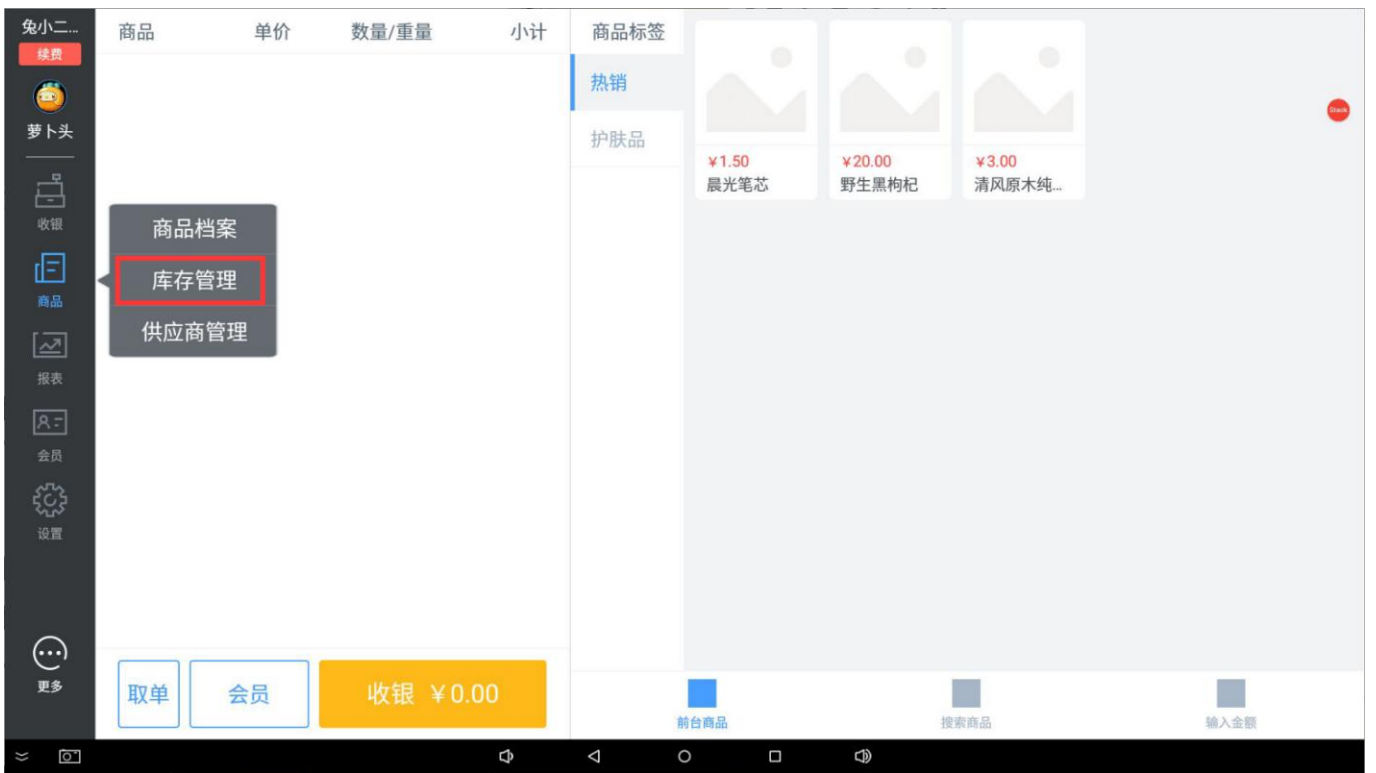 兔小二...
续费
萝卜头
收银
商品
报表
会员
设置
更多
商品 单价 数量/重量 小计
商品档案
库存管理
供应商管理
取单
会员
收银 ￥0.00
商品标签
热销
护肤品
￥1.50
晨光笔芯
￥20.00
野生黑枸杞
￥3.00
清风原木纯...
Stack
前台商品
搜索商品
输入金额